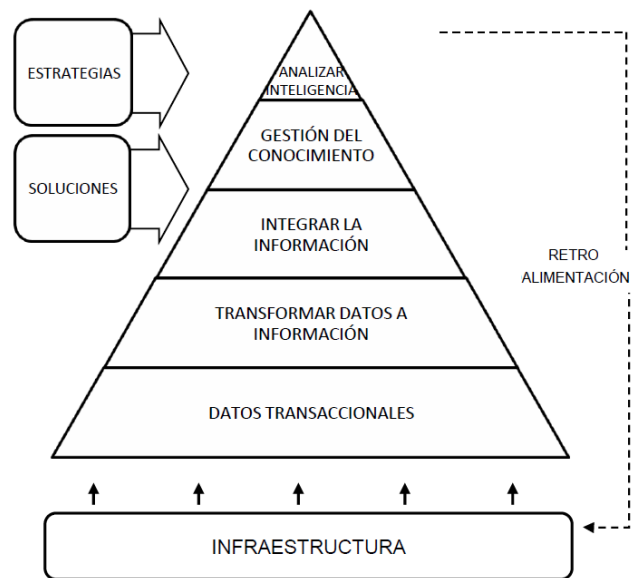 ESTRATEGIAS
ANALIZAR
INTELIGENCIA
GESTIÓN DEL
CONOCIMIENTO
SOLUCIONES
INTEGRAR LA
INFORMACIÓN
RETRO
ALIMENTACIÓN
TRANSFORMAR DATOS A
INFORMACIÓN
DATOS TRANSACCIONALES
INFRAESTRUCTURA